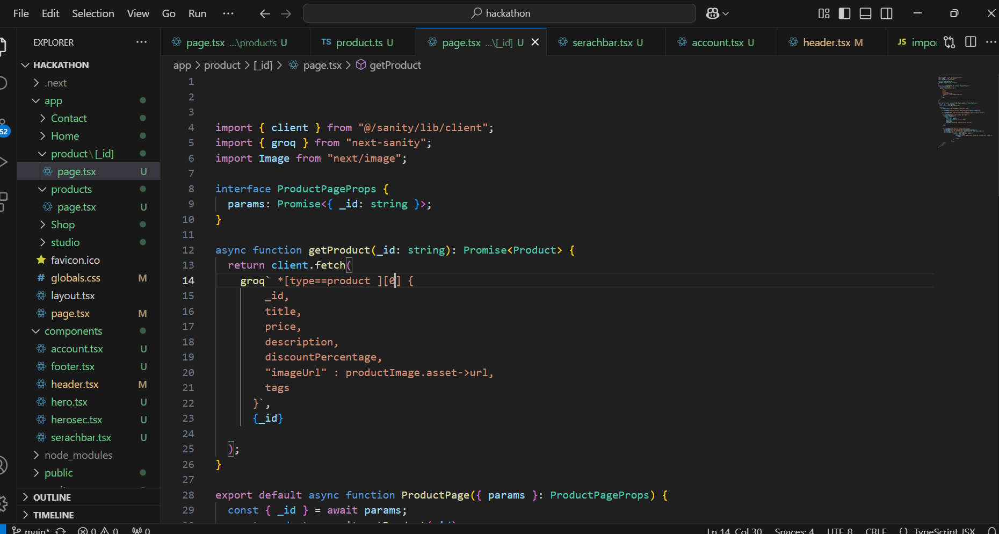 File Edit Selection View Go Run ··· hackathon
EXPLORER ···
page.tsx ...\products U
TS product.ts U
page.tsx ...\[_id] U
serachbar.tsx U
account.tsx U
header.tsx M
JS impor
app > product > [_id] > page.tsx > getProduct
HACKATHON
.next
app
Contact
Home
product\[_id]
page.tsx U
products
page.tsx U
Shop
studio
favicon.ico
# globals.css M
layout.tsx
page.tsx M
components
account.tsx U
footer.tsx U
header.tsx M
hero.tsx U
herosec.tsx U
serachbar.tsx U
node_modules
public
OUTLINE
TIMELINE
52
1
2
3
4 import { client } from "@/sanity/lib/client";
5 import { groq } from "next-sanity";
6 import Image from "next/image";
7
8 interface ProductPageProps {
9 params: Promise<{ _id: string }>;
10 }
11
12 async function getProduct(_id: string): Promise<Product> {
13 return client.fetch(
14 groq` *[type==product ][0] {
15 _id,
16 title,
17 price,
18 description,
19 discountPercentage,
20 "imageUrl" : productImage.asset->url,
21 tags
22 }`,
23 {_id}
24
25 );
26 }
27
28 export default async function ProductPage({ params }: ProductPageProps) {
29 const { _id } = await params;
main* 0 0 0 Ln 14, Col 30 Spaces: 4 UTF-8 CRLF {} TypeScript JSX